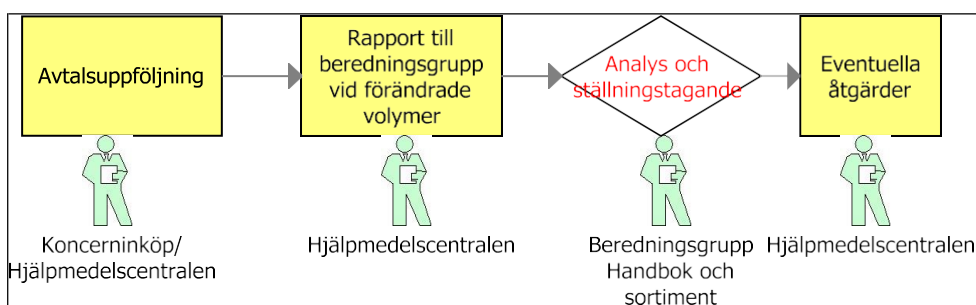 Avtalsuppföljning
Rapport till
beredningsgrupp
vid förändrade
volymer
Analys och
ställningstagande
Eventuella
åtgärder
Koncerninköp/
Hjälpmedelscentralen
Hjälpmedelscentralen
Beredningsgrupp
Handbok och
sortiment
Hjälpmedelscentralen